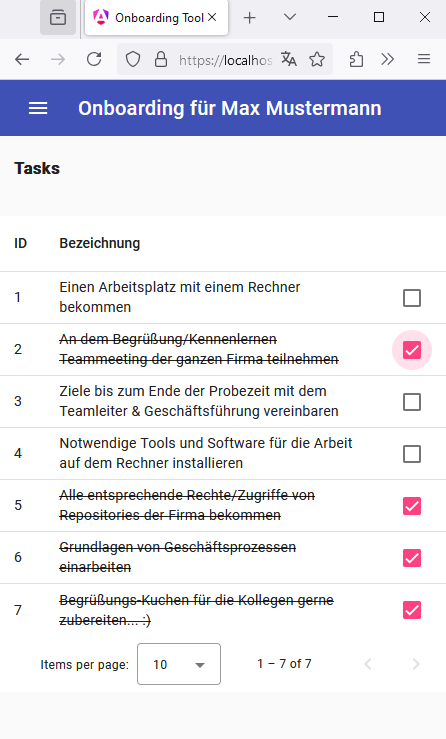 Onboarding Tool
https://localhos
Onboarding für Max Mustermann
Tasks
ID Bezeichnung
1 Einen Arbeitsplatz mit einem Rechner
bekommen
2 An dem Begrüßung/Kennenlernen
Teammeeting der ganzen Firma teilnehmen
3 Ziele bis zum Ende der Probezeit mit dem
Teamleiter & Geschäftsführung vereinbaren
4 Notwendige Tools und Software für die Arbeit
auf dem Rechner installieren
5 Alle entsprechende Rechte/Zugriffe von
Repositories der Firma bekommen
6 Grundlagen von Geschäftsprozessen
einarbeiten
7 Begrüßungs-Kuchen für die Kollegen gerne
zubereiten... :)
Items per page: 10 1 – 7 of 7